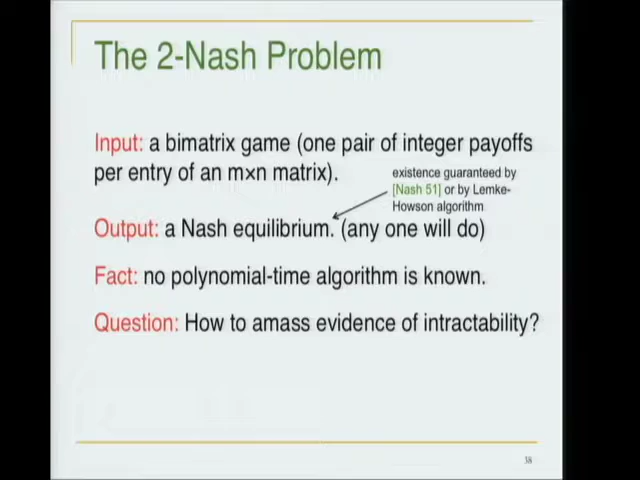 The 2-Nash Problem
Input: a bimatrix game (one pair of integer payoffs
per entry of an m×n matrix).
existence guaranteed by
[Nash 51] or by Lemke-
Howson algorithm
Output: a Nash equilibrium. (any one will do)
Fact: no polynomial-time algorithm is known.
Question: How to amass evidence of intractability?
38